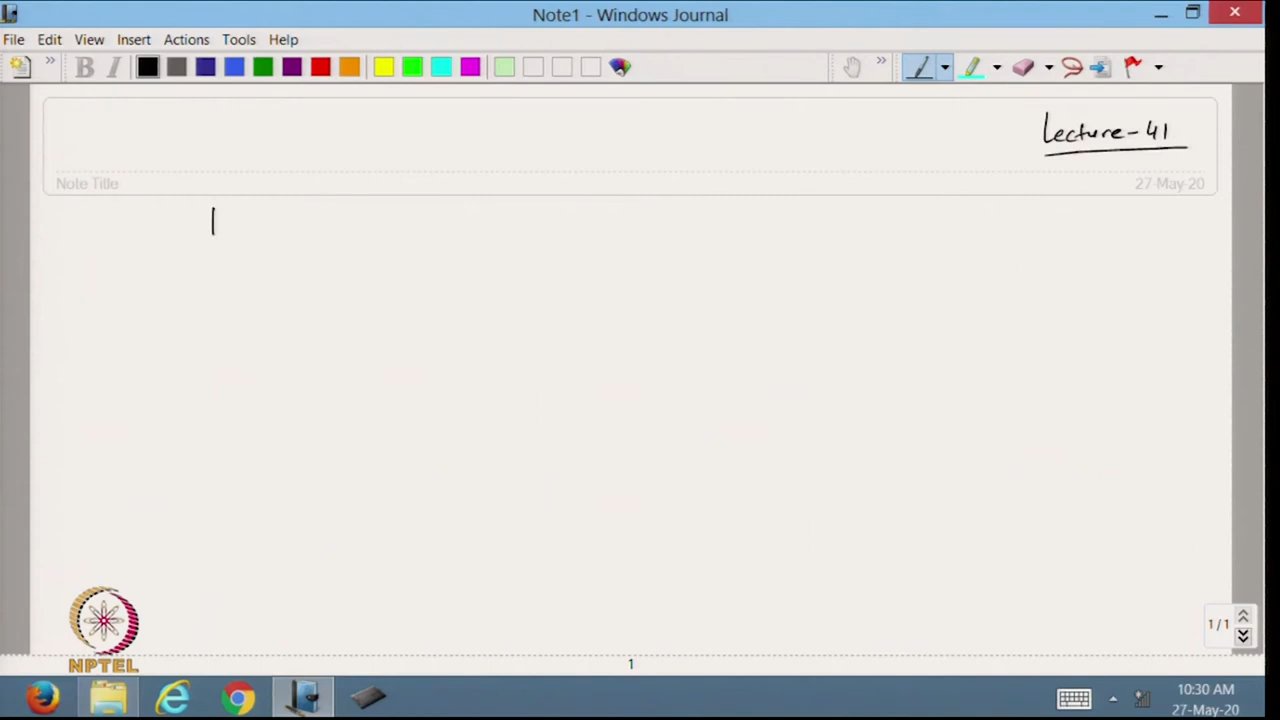 Note1 - Windows Journal
File Edit View Insert Actions Tools Help
B I
Lecture-41
Note Title
27-May-20
|
1/1
NPTEL
1
10:30 AM
27-May-20